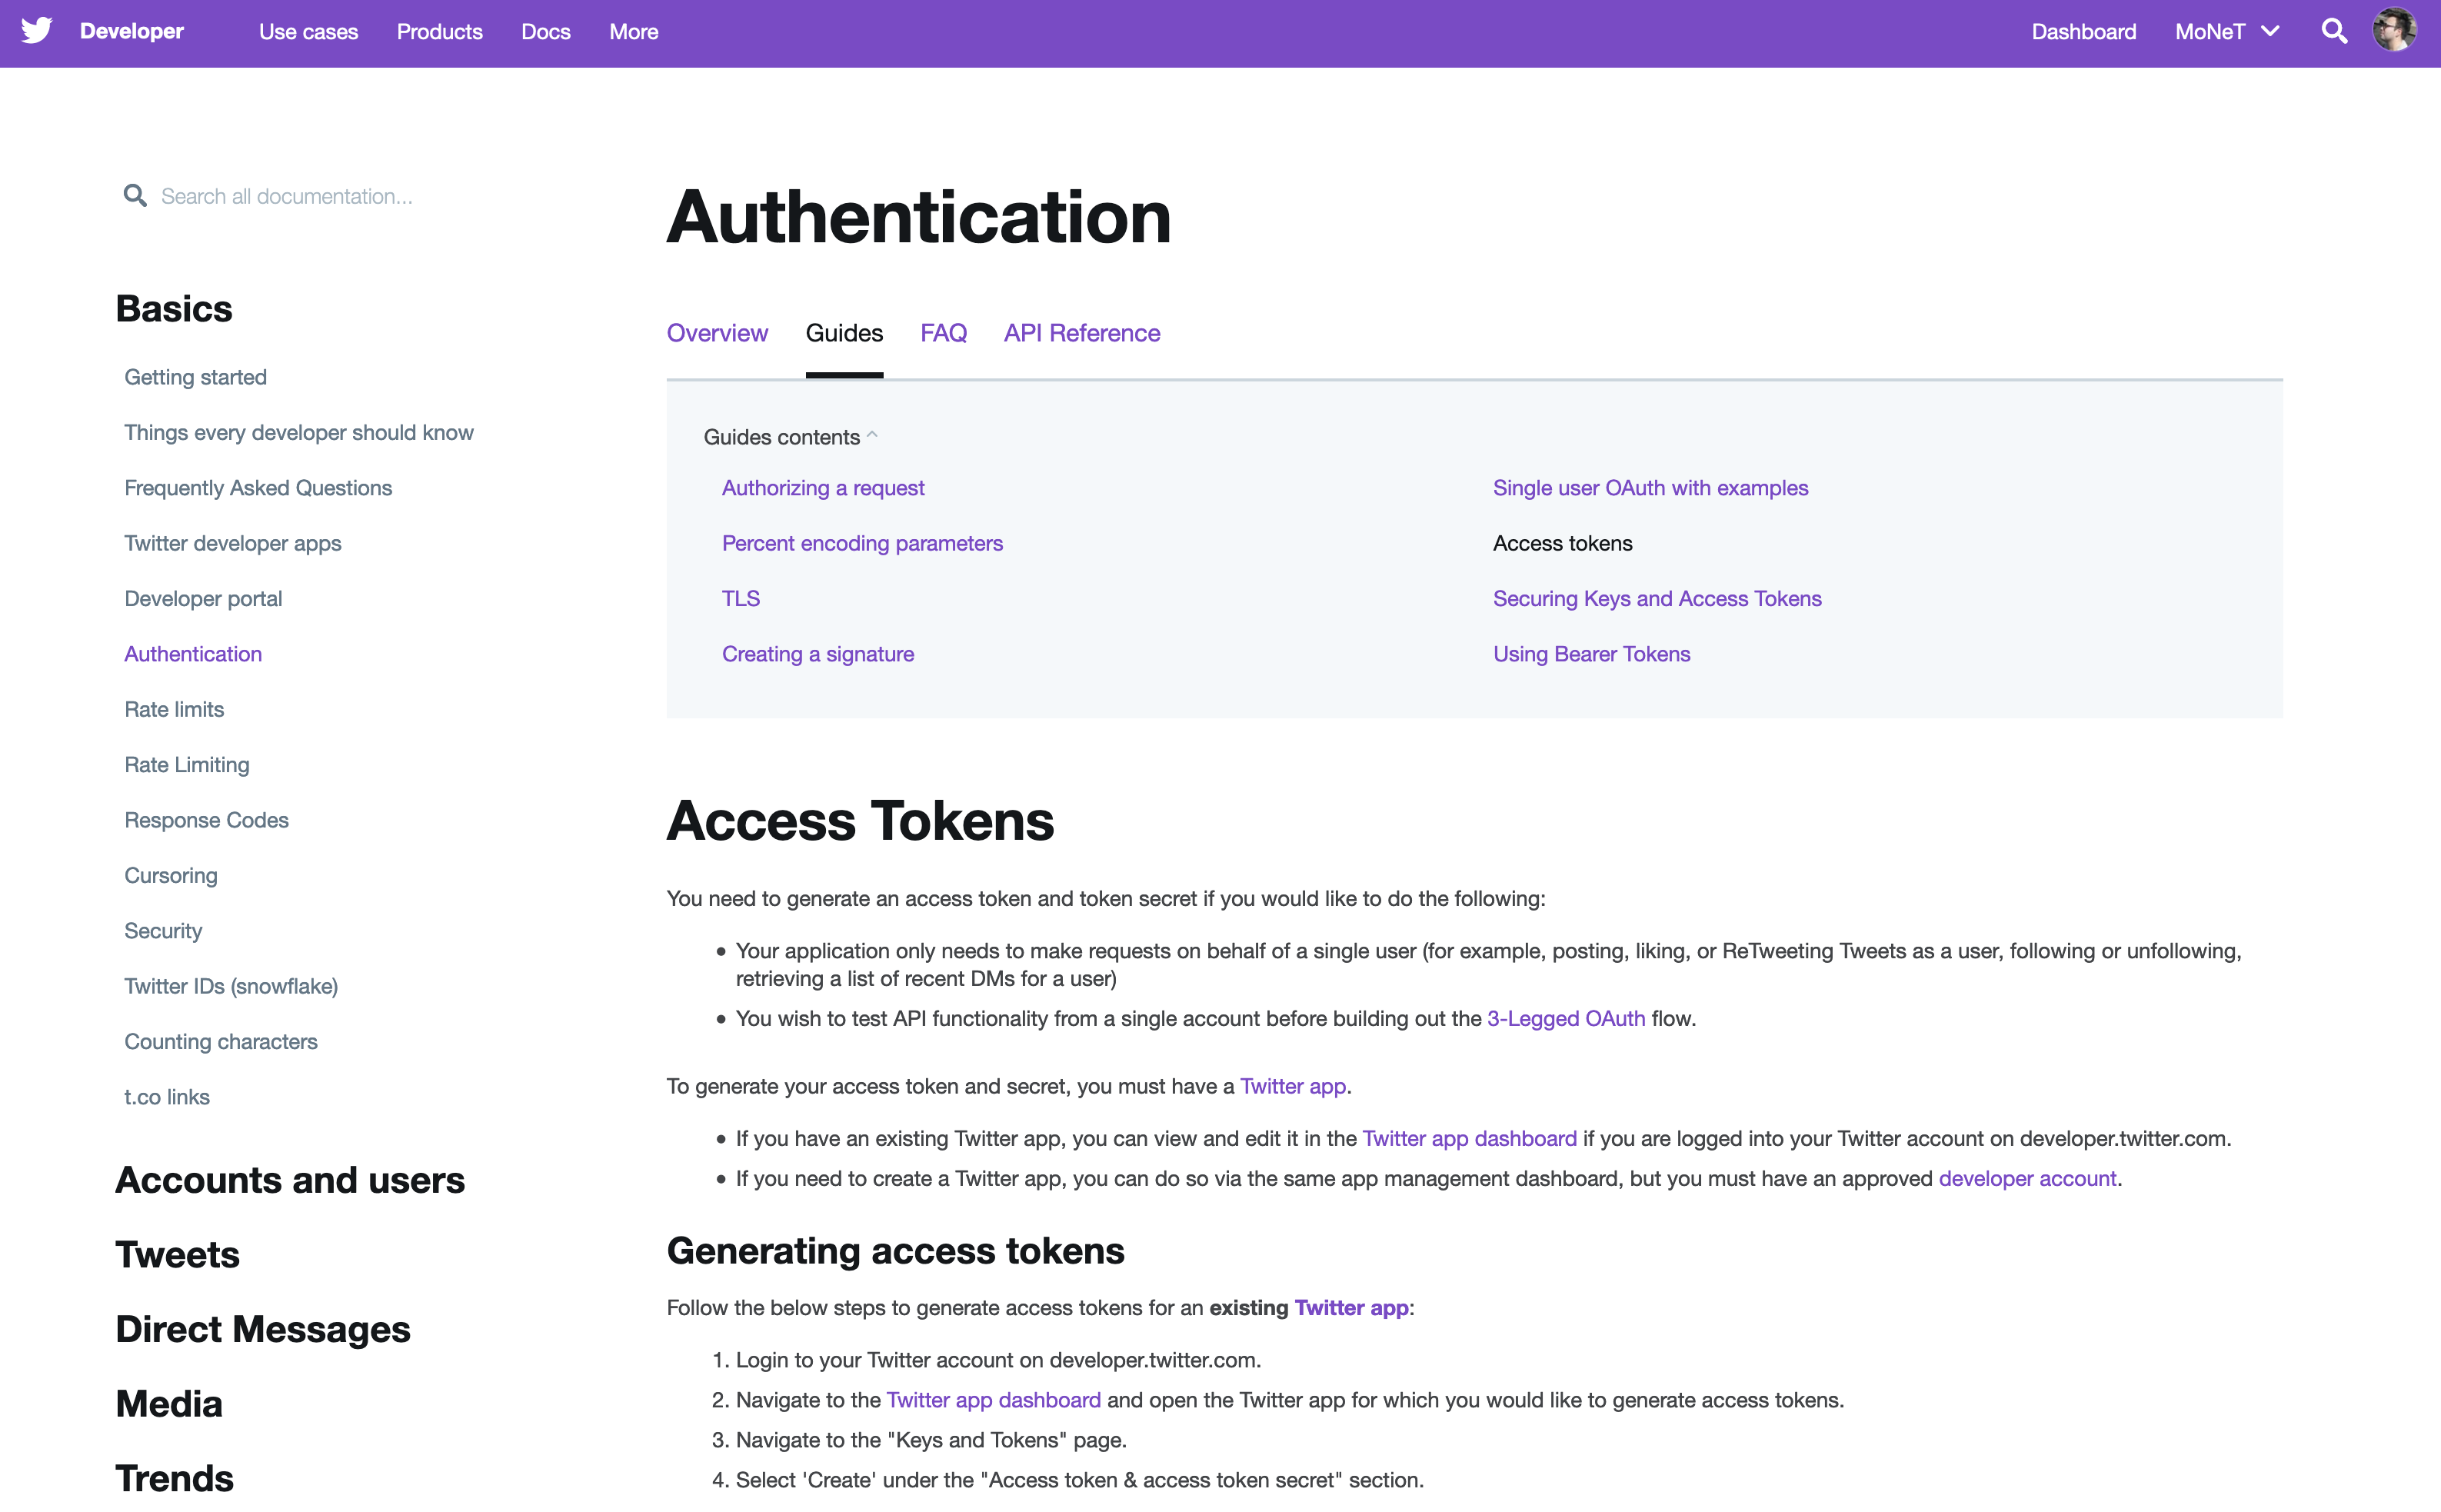 Developer Use cases Products Docs More Dashboard MoNeT
Search all documentation...
Basics
Getting started
Things every developer should know
Frequently Asked Questions
Twitter developer apps
Developer portal
Authentication
Rate limits
Rate Limiting
Response Codes
Cursoring
Security
Twitter IDs (snowflake)
Counting characters
t.co links
Accounts and users
Tweets
Direct Messages
Media
Trends
Authentication
Overview Guides FAQ API Reference
Guides contents
Authorizing a request
Percent encoding parameters
TLS
Creating a signature
Single user OAuth with examples
Access tokens
Securing Keys and Access Tokens
Using Bearer Tokens
Access Tokens
You need to generate an access token and token secret if you would like to do the following:
• Your application only needs to make requests on behalf of a single user (for example, posting, liking, or ReTweeting Tweets as a user, following or unfollowing,
retrieving a list of recent DMs for a user)
• You wish to test API functionality from a single account before building out the 3-Legged OAuth flow.
To generate your access token and secret, you must have a Twitter app.
• If you have an existing Twitter app, you can view and edit it in the Twitter app dashboard if you are logged into your Twitter account on developer.twitter.com.
• If you need to create a Twitter app, you can do so via the same app management dashboard, but you must have an approved developer account.
Generating access tokens
Follow the below steps to generate access tokens for an existing Twitter app:
1. Login to your Twitter account on developer.twitter.com.
2. Navigate to the Twitter app dashboard and open the Twitter app for which you would like to generate access tokens.
3. Navigate to the "Keys and Tokens" page.
4. Select 'Create' under the "Access token & access token secret" section.